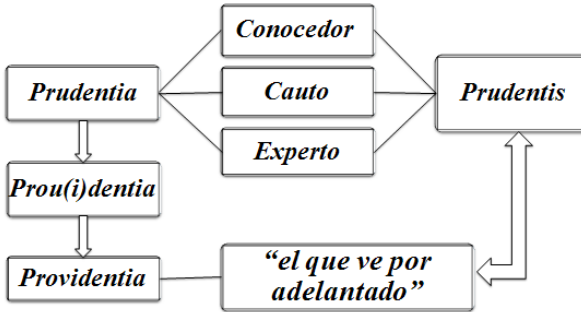 Conocedor
Prudentia
Cauto
Prudentis
Experto
Prou(i)dentia
Providentia
“el que ve por
adelantado”